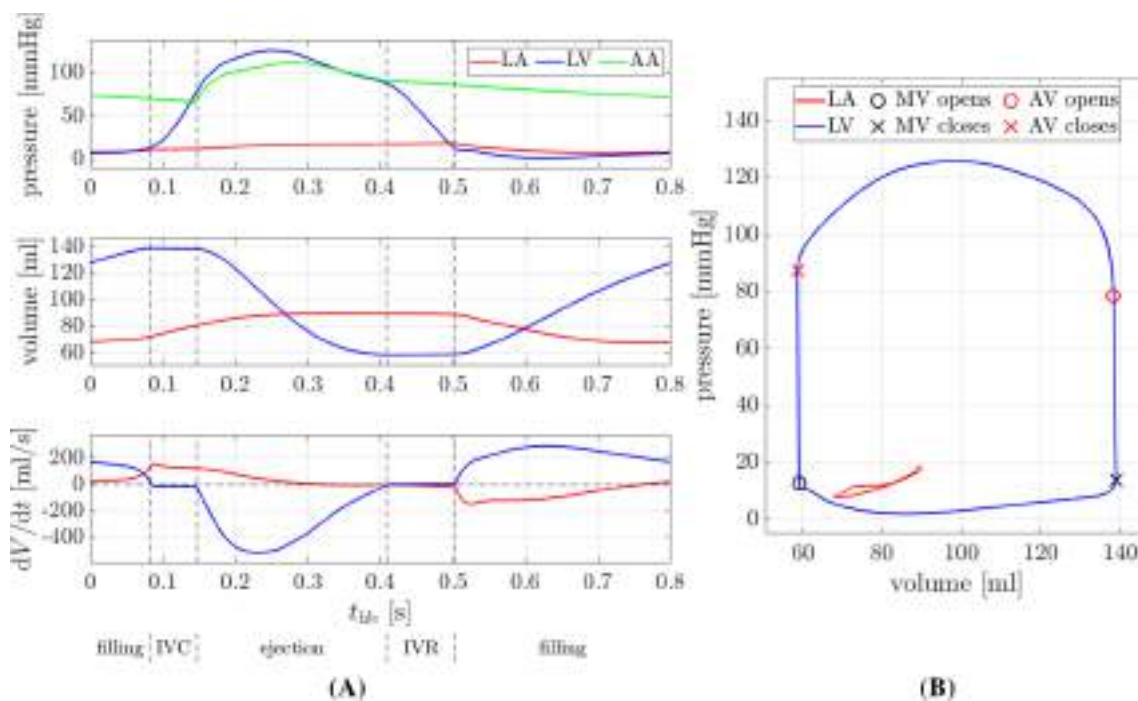 pressure [mmHg]
100
50
0
LA LV AA
0 0.1 0.2 0.3 0.4 0.5 0.6 0.7 0.8
volume [ml]
140
120
100
80
60
0 0.1 0.2 0.3 0.4 0.5 0.6 0.7 0.8
dV/dt [ml/s]
200
0
-200
-400
0 0.1 0.2 0.3 0.4 0.5 0.6 0.7 0.8
[s]
filling IVC ejection IVR filling
(A)
LA MV opens AV opens
LV MV closes AV closes
pressure [mmHg]
140
120
100
80
60
40
20
0
60 80 100 120 140
volume [ml]
(B)